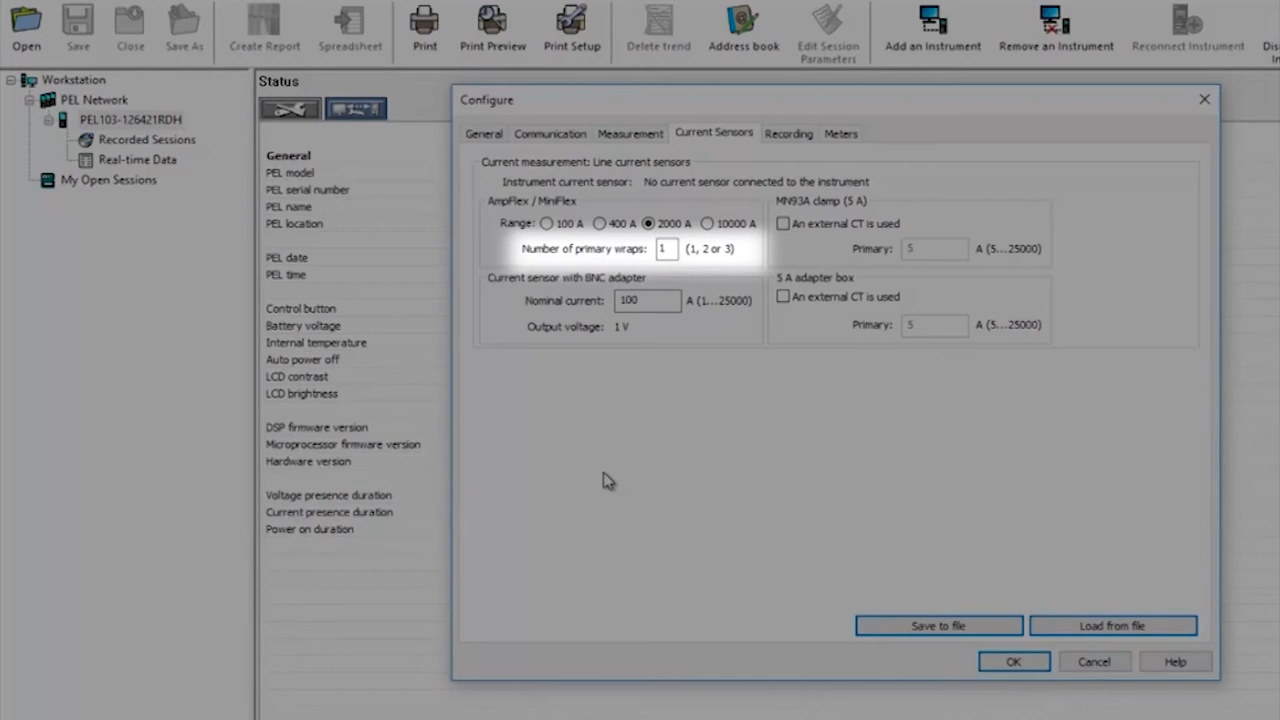 Open Save Close Save As Create Report Spreadsheet Print Print Preview Print Setup Delete trend Address book Edit Session Parameters Add an Instrument Remove an Instrument Reconnect Instrument
Workstation
PEL Network
PEL103-126421RDH
Recorded Sessions
Real-time Data
My Open Sessions
Status
General
PEL model
PEL serial number
PEL name
PEL location
PEL date
PEL time
Control button
Battery voltage
Internal temperature
Auto power off
LCD contrast
LCD brightness
DSP firmware version
Microprocessor firmware version
Hardware version
Voltage presence duration
Current presence duration
Power on duration
Configure
General Communication Measurement Current Sensors Recording Meters
Current measurement: Line current sensors
Instrument current sensor: No current sensor connected to the instrument
AmpFlex / MiniFlex
Range: 100 A 400 A 2000 A 10000 A
Number of primary wraps: 1 (1, 2 or 3)
MN93A clamp (5 A)
An external CT is used
Primary: 5 A (5...25000)
Current sensor with BNC adapter
Nominal current: 100 A (1...25000)
Output voltage: 1 V
5 A adapter box
An external CT is used
Primary: 5 A (5...25000)
Save to file Load from file
OK Cancel Help